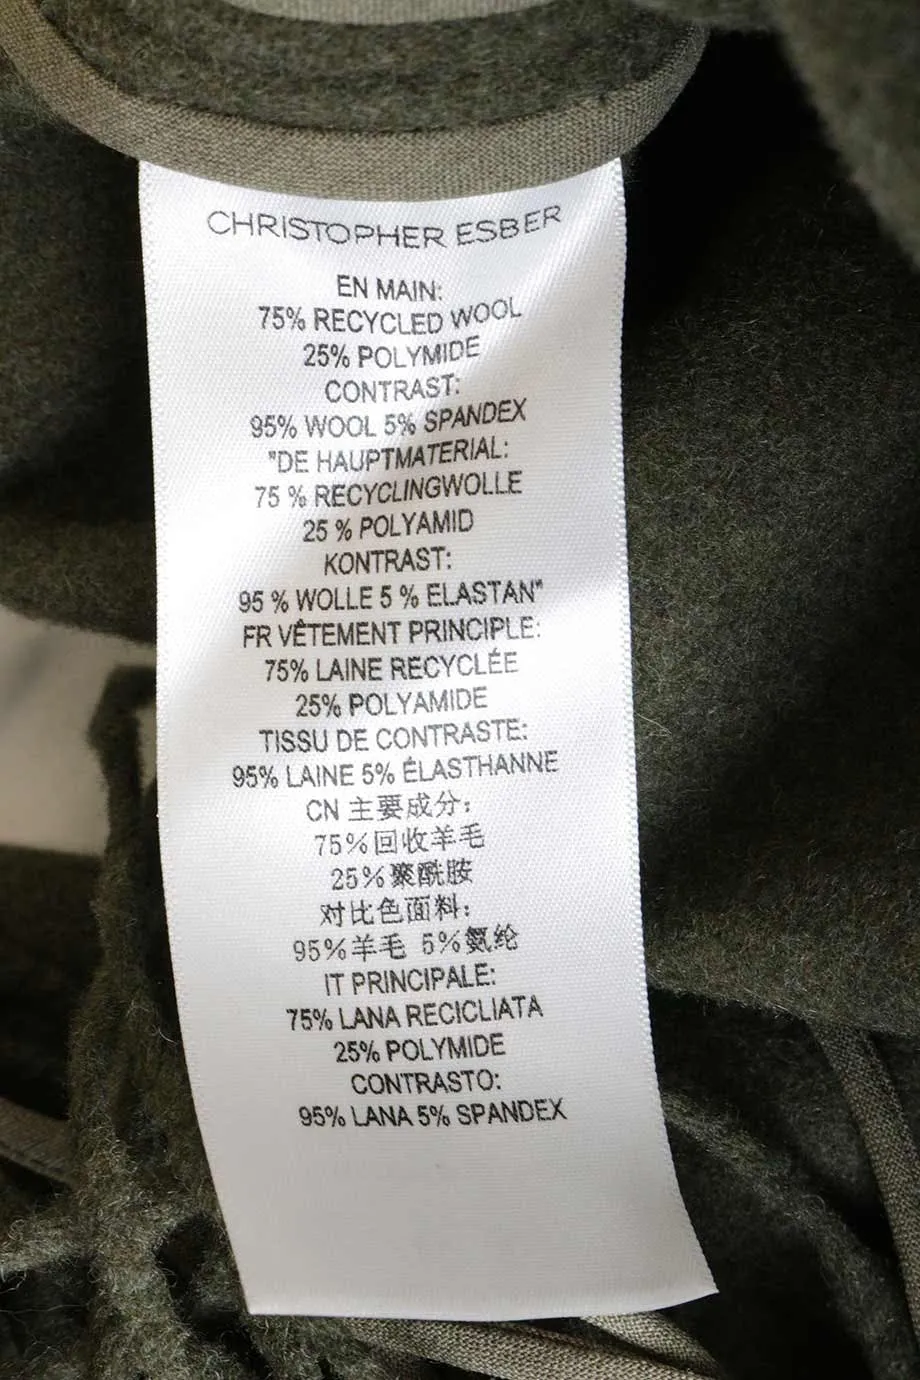 CHRISTOPHER ESBER
EN MAIN:
75% RECYCLED WOOL
25% POLYMIDE
CONTRAST:
95% WOOL 5% SPANDEX
"DE HAUPTMATERIAL:
75 % RECYCLINGWOLLE
25 % POLYAMID
KONTRAST:
95 % WOLLE 5 % ELASTAN"
FR VÊTEMENT PRINCIPLE:
75% LAINE RECYCLÉE
25% POLYAMIDE
TISSU DE CONTRASTE:
95% LAINE 5% ÉLASTHANNE
CN 主要成分:
75%回收羊毛
25%聚酰胺
对比色面料:
95%羊毛 5%氨纶
IT PRINCIPALE:
75% LANA RECICLIATA
25% POLYMIDE
CONTRASTO:
95% LANA 5% SPANDEX